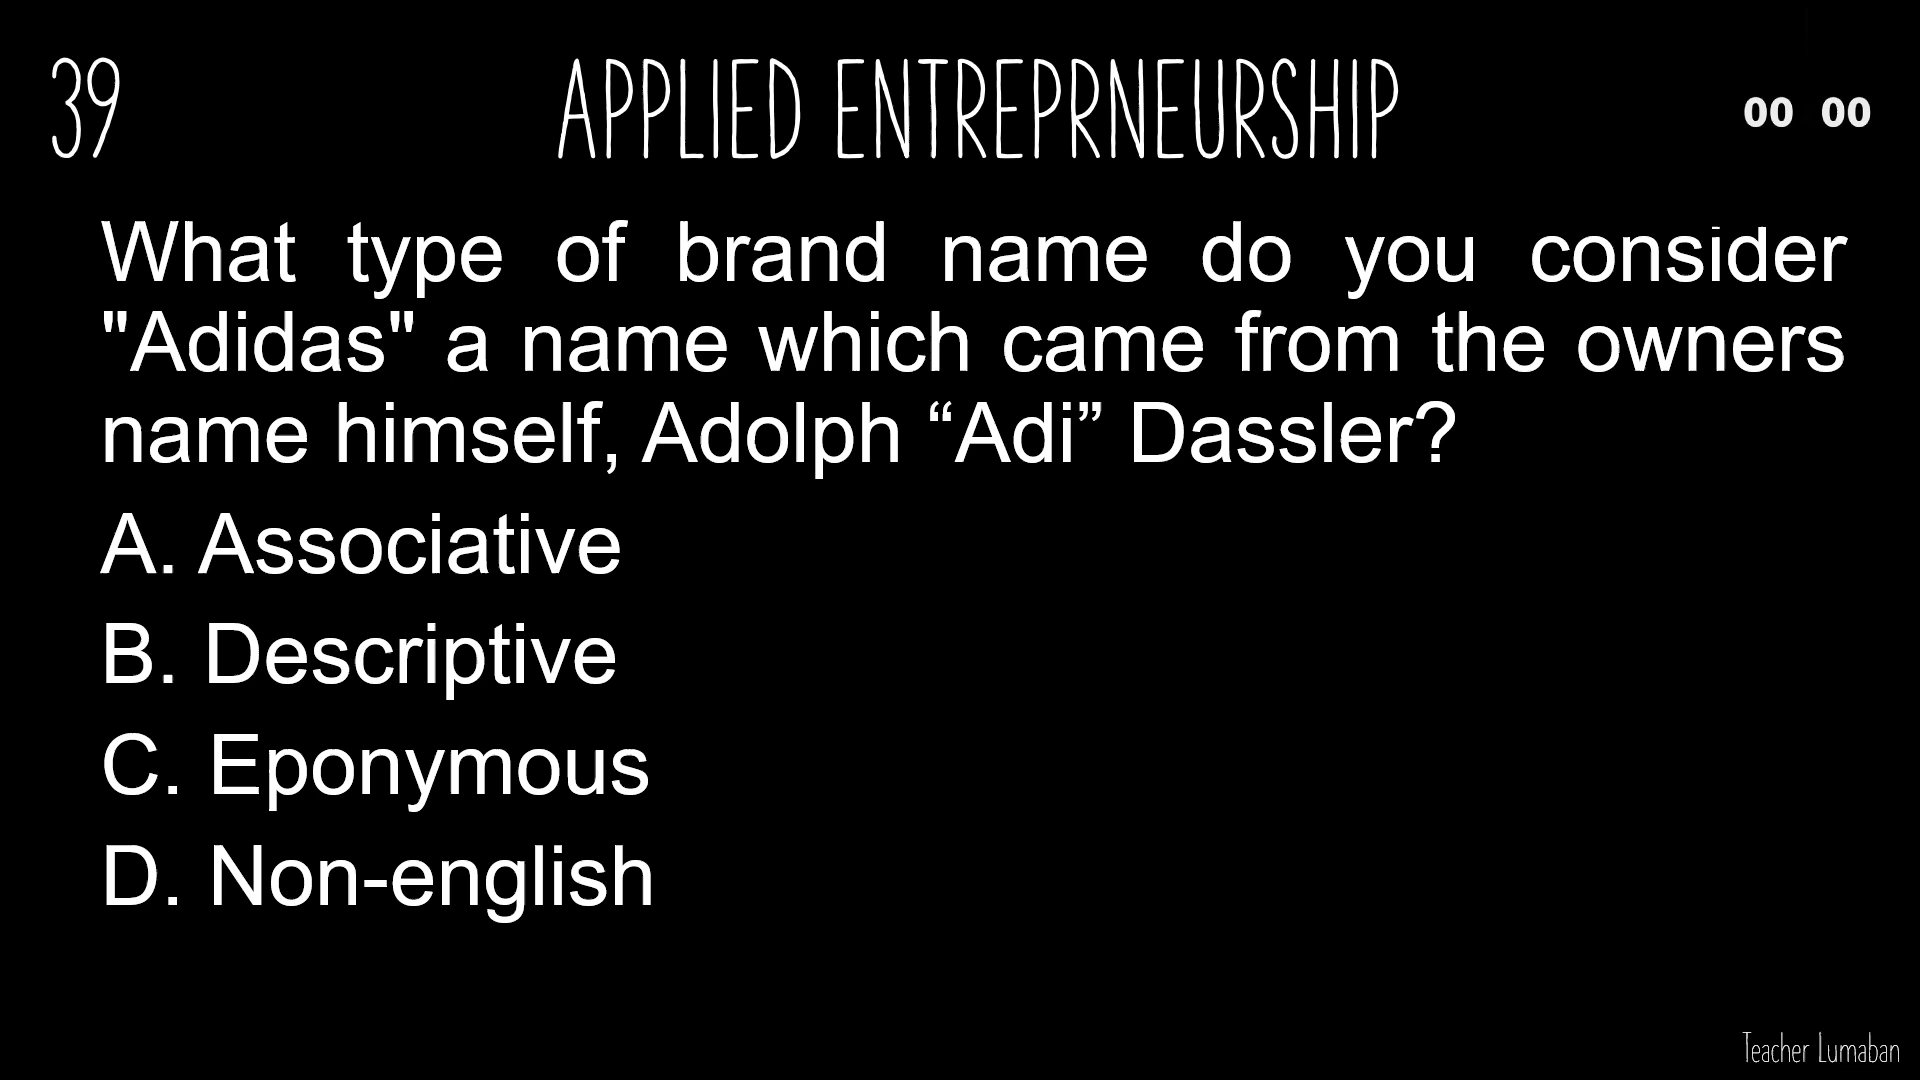 39
APPLIED ENTREPRNEURSHIP
00 00
What type of brand name do you consider
"Adidas" a name which came from the owners
name himself, Adolph “Adi” Dassler?
A. Associative
B. Descriptive
C. Eponymous
D. Non-english
Teacher Lumaban